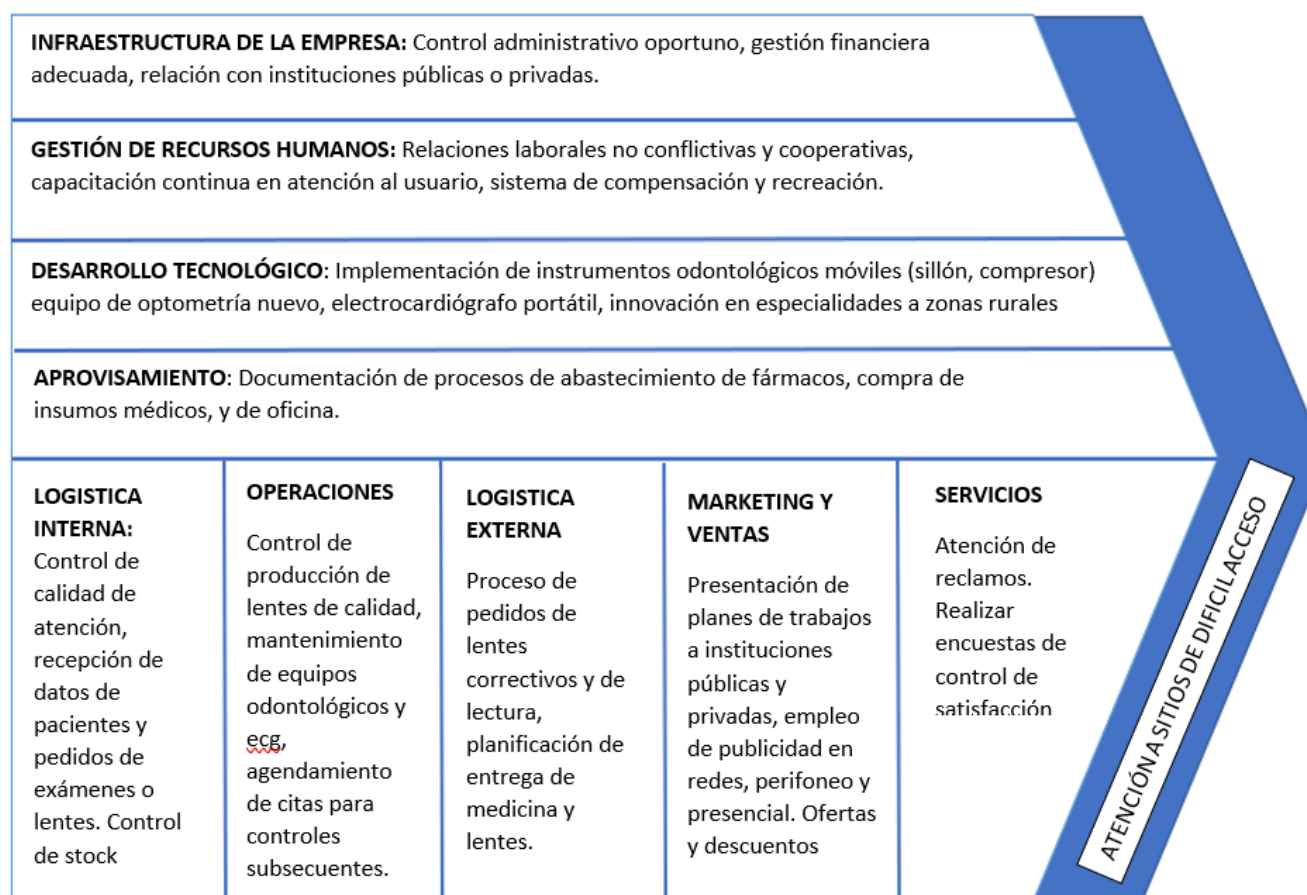 INFRAESTRUCTURA DE LA EMPRESA: Control administrativo oportuno, gestión financiera
adecuada, relación con instituciones públicas o privadas.
GESTIÓN DE RECURSOS HUMANOS: Relaciones laborales no conflictivas y cooperativas,
capacitación continua en atención al usuario, sistema de compensación y recreación.
DESARROLLO TECNOLÓGICO: Implementación de instrumentos odontológicos móviles (sillón, compresor)
equipo de optometría nuevo, electrocardiógrafo portátil, innovación en especialidades a zonas rurales
APROVISAMIENTO: Documentación de procesos de abastecimiento de fármacos, compra de
insumos médicos, y de oficina.
LOGISTICA
INTERNA:
Control de
calidad de
atención,
recepción de
datos de
pacientes y
pedidos de
exámenes o
lentes. Control
de stock
OPERACIONES
Control de
producción de
lentes de calidad,
mantenimiento
de equipos
odontológicos y
ecg,
agendamiento
de citas para
controles
subsecuentes.
LOGISTICA
EXTERNA
Proceso de
pedidos de
lentes
correctivos y de
lectura,
planificación de
entrega de
medicina y
lentes.
MARKETING Y
VENTAS
Presentación de
planes de trabajos
a instituciones
públicas y
privadas, empleo
de publicidad en
redes, perifoneo y
presencial. Ofertas
y descuentos
SERVICIOS
Atención de
reclamos.
Realizar
encuestas de
control de
satisfacción
ATENCIÓN A SITIOS DE DIFICIL ACCESO